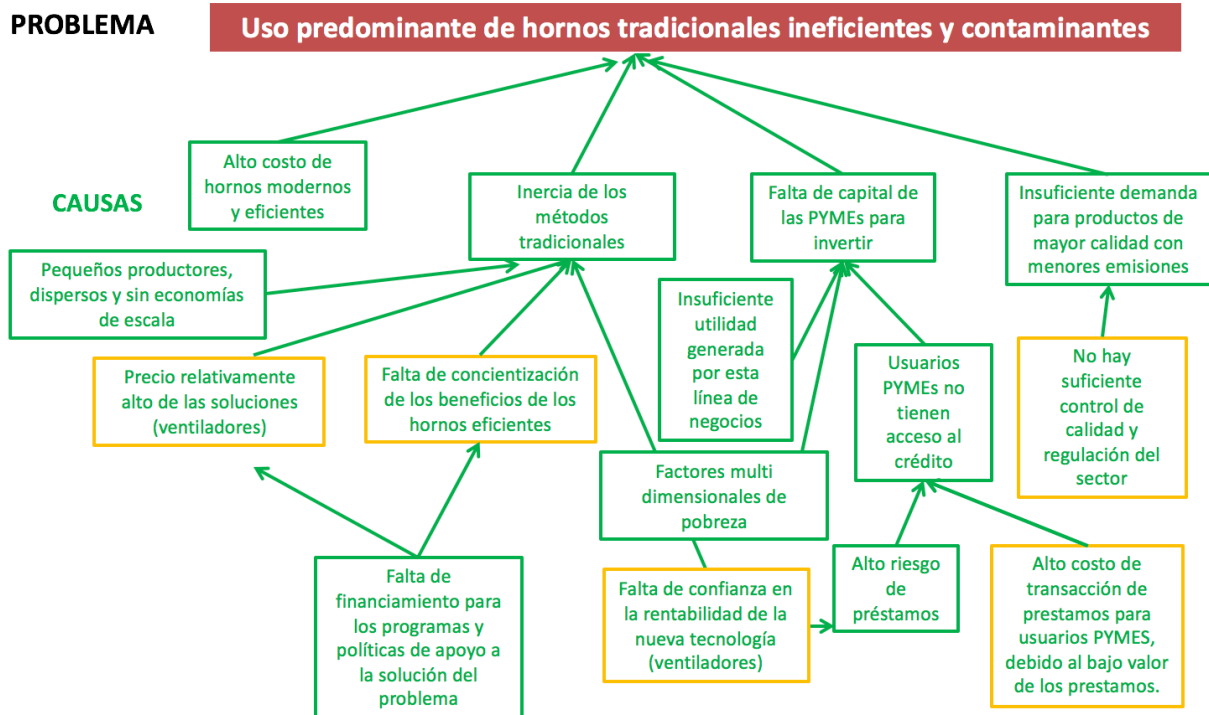 PROBLEMA
Uso predominante de hornos tradicionales ineficientes y contaminantes
CAUSAS
Alto costo de
hornos modernos
y eficientes
Inercia de los
métodos
tradicionales
Falta de capital de
las PYMEs para
invertir
Insuficiente demanda
para productos de
mayor calidad con
menores emisiones
Pequeños productores,
dispersos y sin economías
de escala
Precio relativamente
alto de las soluciones
(ventiladores)
Falta de concientización
de los beneficios de los
hornos eficientes
Insuficiente
utilidad
generada
por esta
línea de
negocios
Usuarios
PYMEs no
tienen
acceso al
crédito
No hay
suficiente
control de
calidad y
regulación del
sector
Factores multi
dimensionales de
pobreza
Falta de
financiamiento para
los programas y
políticas de apoyo a
la solución del
problema
Falta de confianza en
la rentabilidad de la
nueva tecnología
(ventiladores)
Alto riesgo
de
préstamos
Alto costo de
transacción de
prestamos para
usuarios PYMES,
debido al bajo valor
de los prestamos.